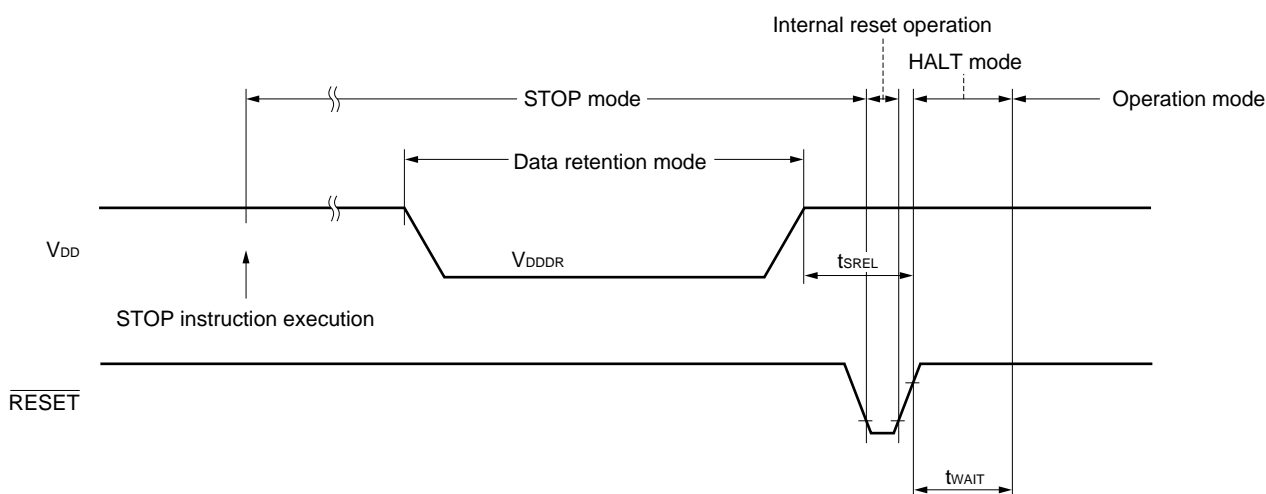 Internal reset operation
HALT mode
STOP mode
Operation mode
Data retention mode
VDD
VDDDR
tSREL
STOP instruction execution
RESET
tWAIT